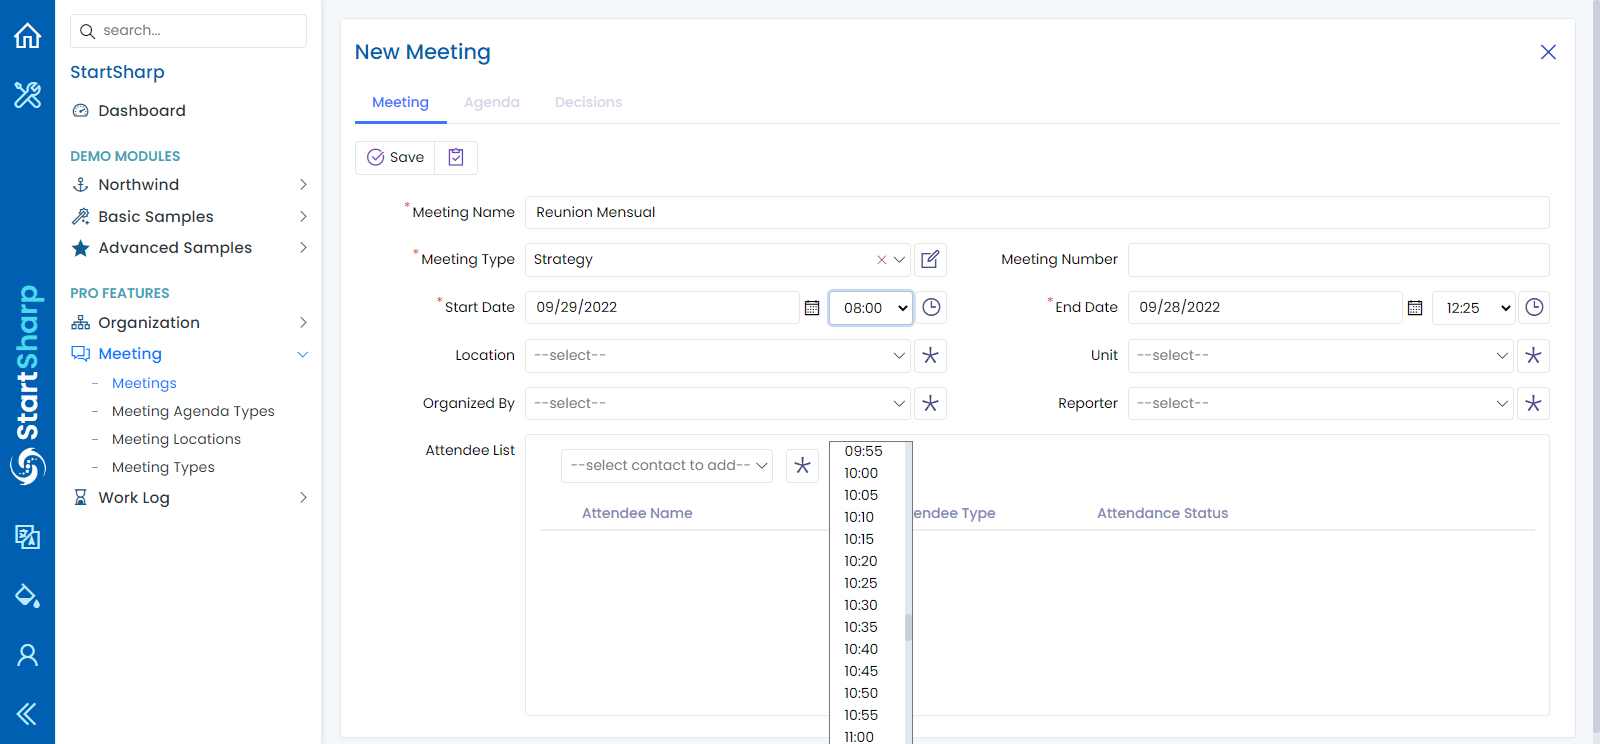 search...
StartSharp
Dashboard
DEMO MODULES
Northwind
Basic Samples
Advanced Samples
PRO FEATURES
Organization
Meeting
- Meetings
- Meeting Agenda Types
- Meeting Locations
- Meeting Types
Work Log
StartSharp
New Meeting
Meeting Agenda Decisions
Save
*Meeting Name Reunion Mensual
*Meeting Type Strategy Meeting Number
*Start Date 09/29/2022 08:00 *End Date 09/28/2022 12:25
Location --select-- Unit --select--
Organized By --select-- Reporter --select--
Attendee List
--select contact to add--
Attendee Name endee Type Attendance Status
09:55
10:00
10:05
10:10
10:15
10:20
10:25
10:30
10:35
10:40
10:45
10:50
10:55
11:00